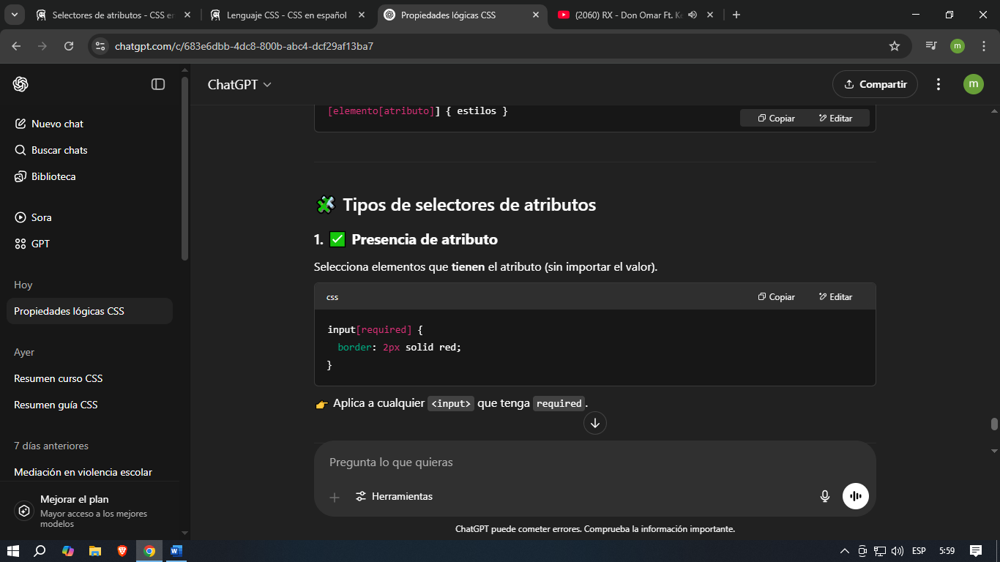 Selectores de atributos - CSS en
Lenguaje CSS - CSS en español
Propiedades lógicas CSS
(2060) RX - Don Omar Ft. Ke
chatgpt.com/c/683e6dbb-4dc8-800b-abc4-dcf29af13ba7
m
ChatGPT
Compartir
m
Nuevo chat
Buscar chats
Biblioteca
Sora
GPT
Hoy
Propiedades lógicas CSS
Ayer
Resumen curso CSS
Resumen guía CSS
7 días anteriores
Mediación en violencia escolar
Mejorar el plan
Mayor acceso a los mejores
modelos
[elemento[atributo]] { estilos }
Copiar Editar
Tipos de selectores de atributos
1. ✅ Presencia de atributo
Selecciona elementos que tienen el atributo (sin importar el valor).
css Copiar Editar
input[required] {
border: 2px solid red;
}
👉 Aplica a cualquier <input> que tenga required.
Pregunta lo que quieras
Herramientas
ChatGPT puede cometer errores. Comprueba la información importante.
ESP 5:59